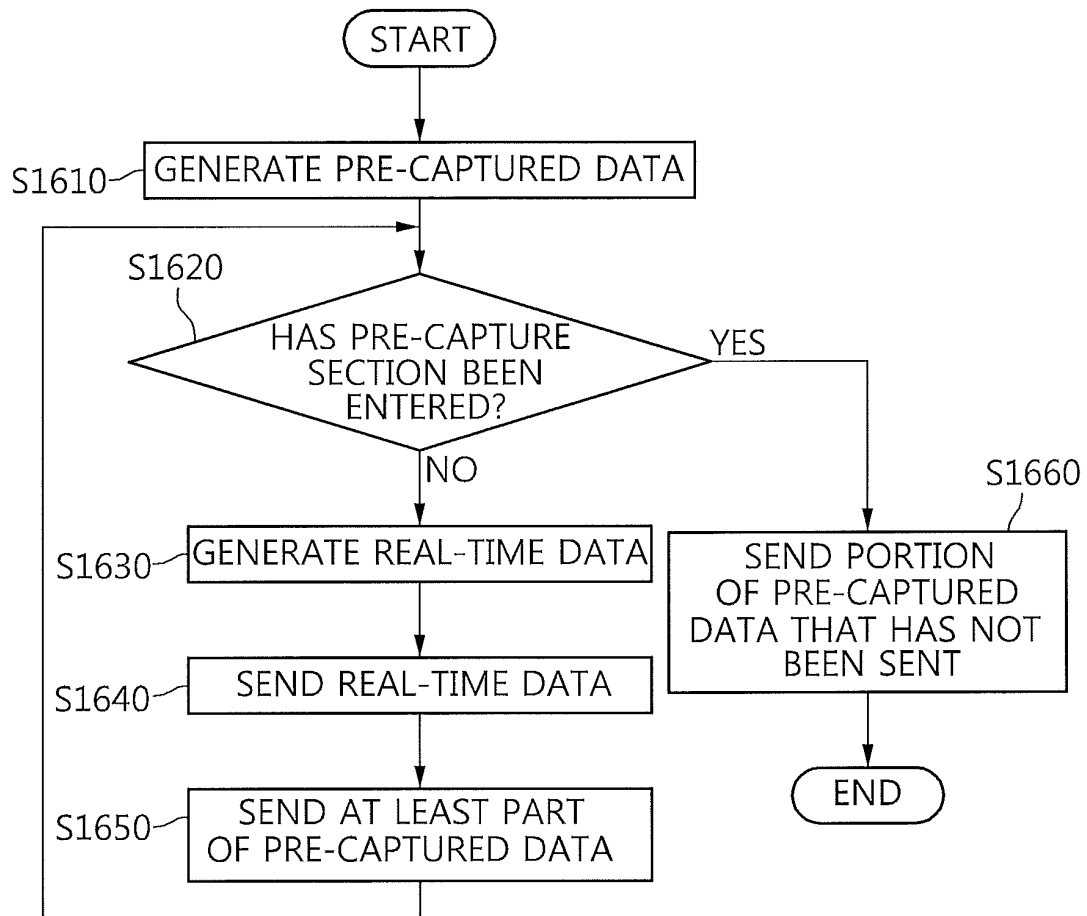 START
S1610
GENERATE PRE-CAPTURED DATA
S1620
HAS PRE-CAPTURE
SECTION BEEN
ENTERED?
YES
NO
S1630
GENERATE REAL-TIME DATA
S1640
SEND REAL-TIME DATA
S1650
SEND AT LEAST PART
OF PRE-CAPTURED DATA
S1660
SEND PORTION
OF PRE-CAPTURED
DATA THAT HAS NOT
BEEN SENT
END